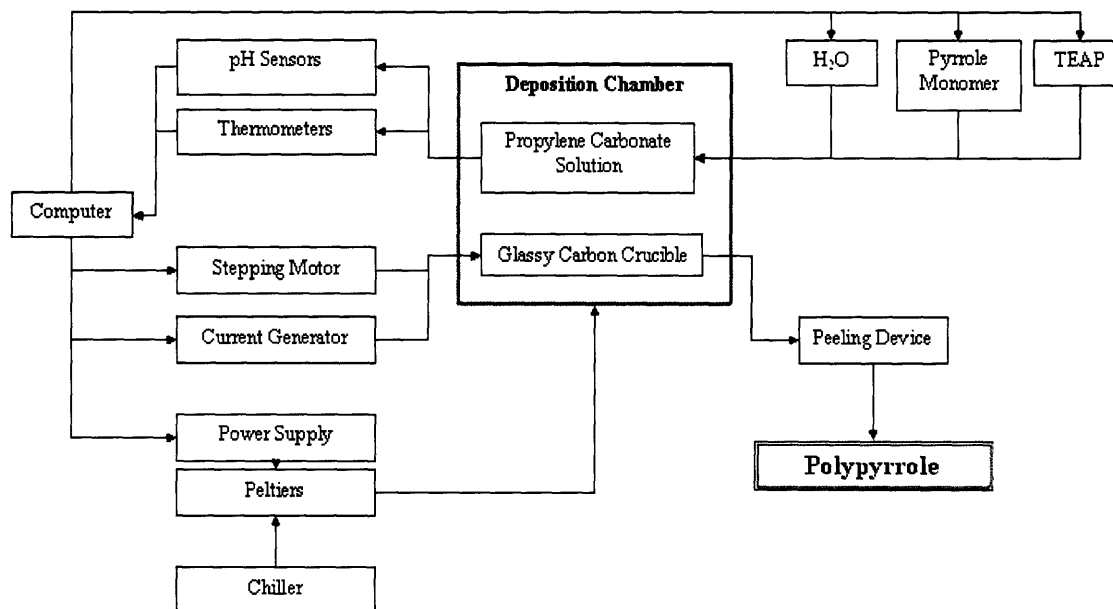 pH Sensors
Thermometers
Computer
Stepping Motor
Current Generator
Power Supply
Peltiers
Chiller
Deposition Chamber
Propylene Carbonate
Solution
Glassy Carbon Crucible
H₂O
Pyrrole
Monomer
TEAP
Peeling Device
Polypyrrole